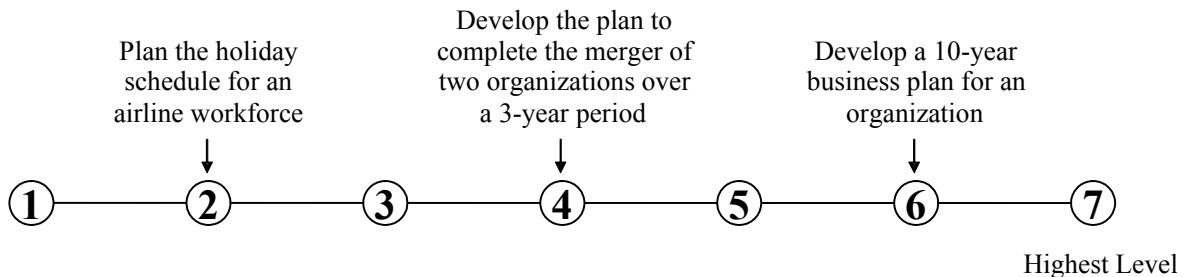 Plan the holiday
schedule for an
airline workforce
Develop the plan to
complete the merger of
two organizations over
a 3-year period
Develop a 10-year
business plan for an
organization
1 2 3 4 5 6 7
Highest Level